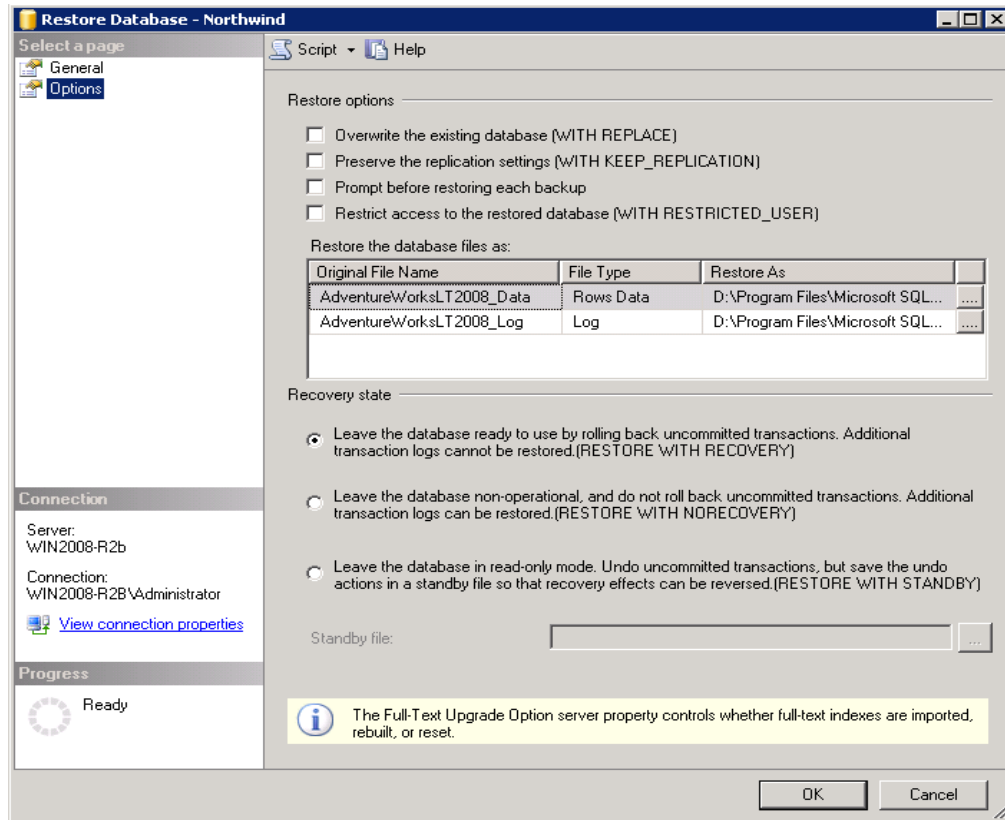 Restore Database - Northwind
Select a page
General
Options
Script
Help
Restore options
Overwrite the existing database (WITH REPLACE)
Preserve the replication settings (WITH KEEP_REPLICATION)
Prompt before restoring each backup
Restrict access to the restored database (WITH RESTRICTED_USER)
Restore the database files as:
Original File Name File Type Restore As
AdventureWorksLT2008_Data Rows Data D:\Program Files\Microsoft SQL... ....
AdventureWorksLT2008_Log Log D:\Program Files\Microsoft SQL... ....
Recovery state
Leave the database ready to use by rolling back uncommitted transactions. Additional
transaction logs cannot be restored.(RESTORE WITH RECOVERY)
Leave the database non-operational, and do not roll back uncommitted transactions. Additional
transaction logs can be restored.(RESTORE WITH NORECOVERY)
Leave the database in read-only mode. Undo uncommitted transactions, but save the undo
actions in a standby file so that recovery effects can be reversed.(RESTORE WITH STANDBY)
Standby file:
...
The Full-Text Upgrade Option server property controls whether full-text indexes are imported,
rebuilt, or reset.
Connection
Server:
WIN2008-R2b
Connection:
WIN2008-R2B\Administrator
View connection properties
Progress
Ready
OK
Cancel